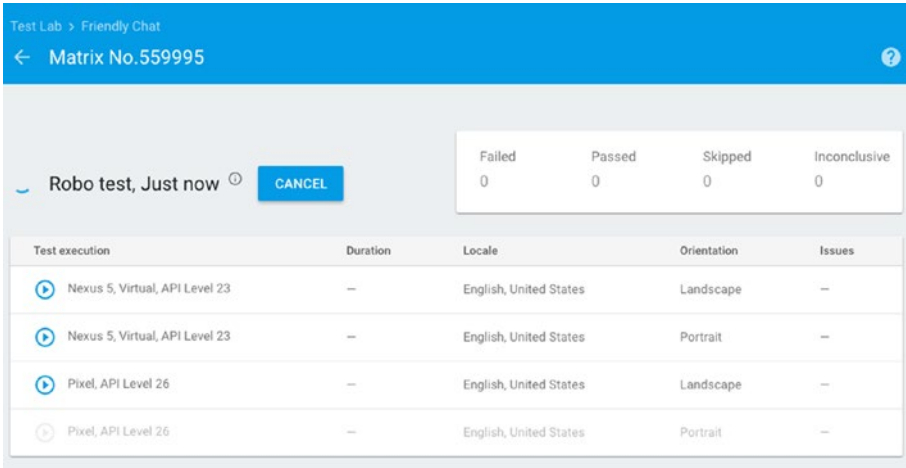 Test Lab > Friendly Chat
← Matrix No.559995 ?
Failed Passed Skipped Inconclusive
0 0 0 0
Robo test, Just now CANCEL
Test execution Duration Locale Orientation Issues
Nexus 5, Virtual, API Level 23 — English, United States Landscape —
Nexus 5, Virtual, API Level 23 — English, United States Portrait —
Pixel, API Level 26 — English, United States Landscape —
Pixel, API Level 26 — English, United States Portrait —